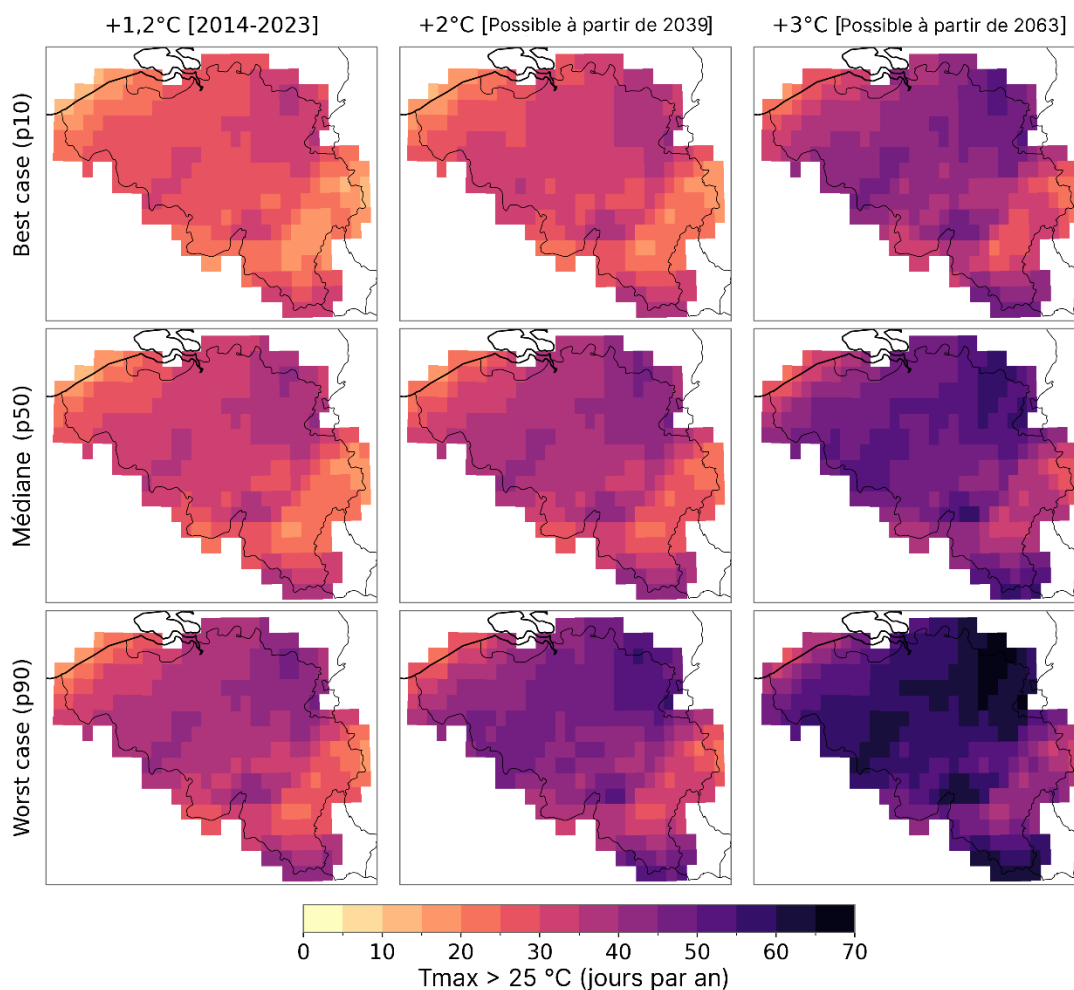 +1,2°C [2014-2023]
+2°C [Possible à partir de 2039]
+3°C [Possible à partir de 2063]
Best case (p10)
Médiane (p50)
Worst case (p90)
0 10 20 30 40 50 60 70
Tmax > 25 °C (jours par an)